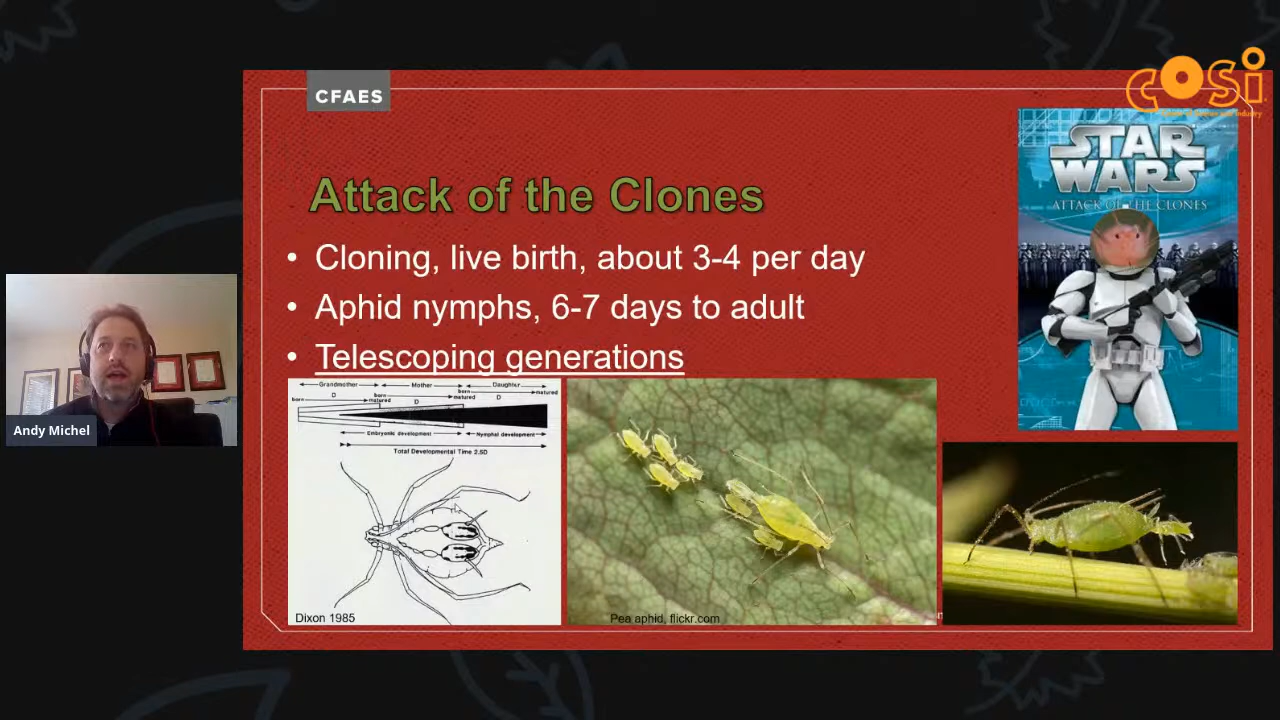 COSI
CFAES
STAR
WARS
ATTACK OF THE CLONES
Attack of the Clones
• Cloning, live birth, about 3-4 per day
• Aphid nymphs, 6-7 days to adult
• Telescoping generations
Grandmother Mother Daughter
born D born matured D born matured D matured
Embryonic development Nymphal development
Total Developmental Time 2.5D
Andy Michel
Dixon 1985
Pea aphid, flickr.com